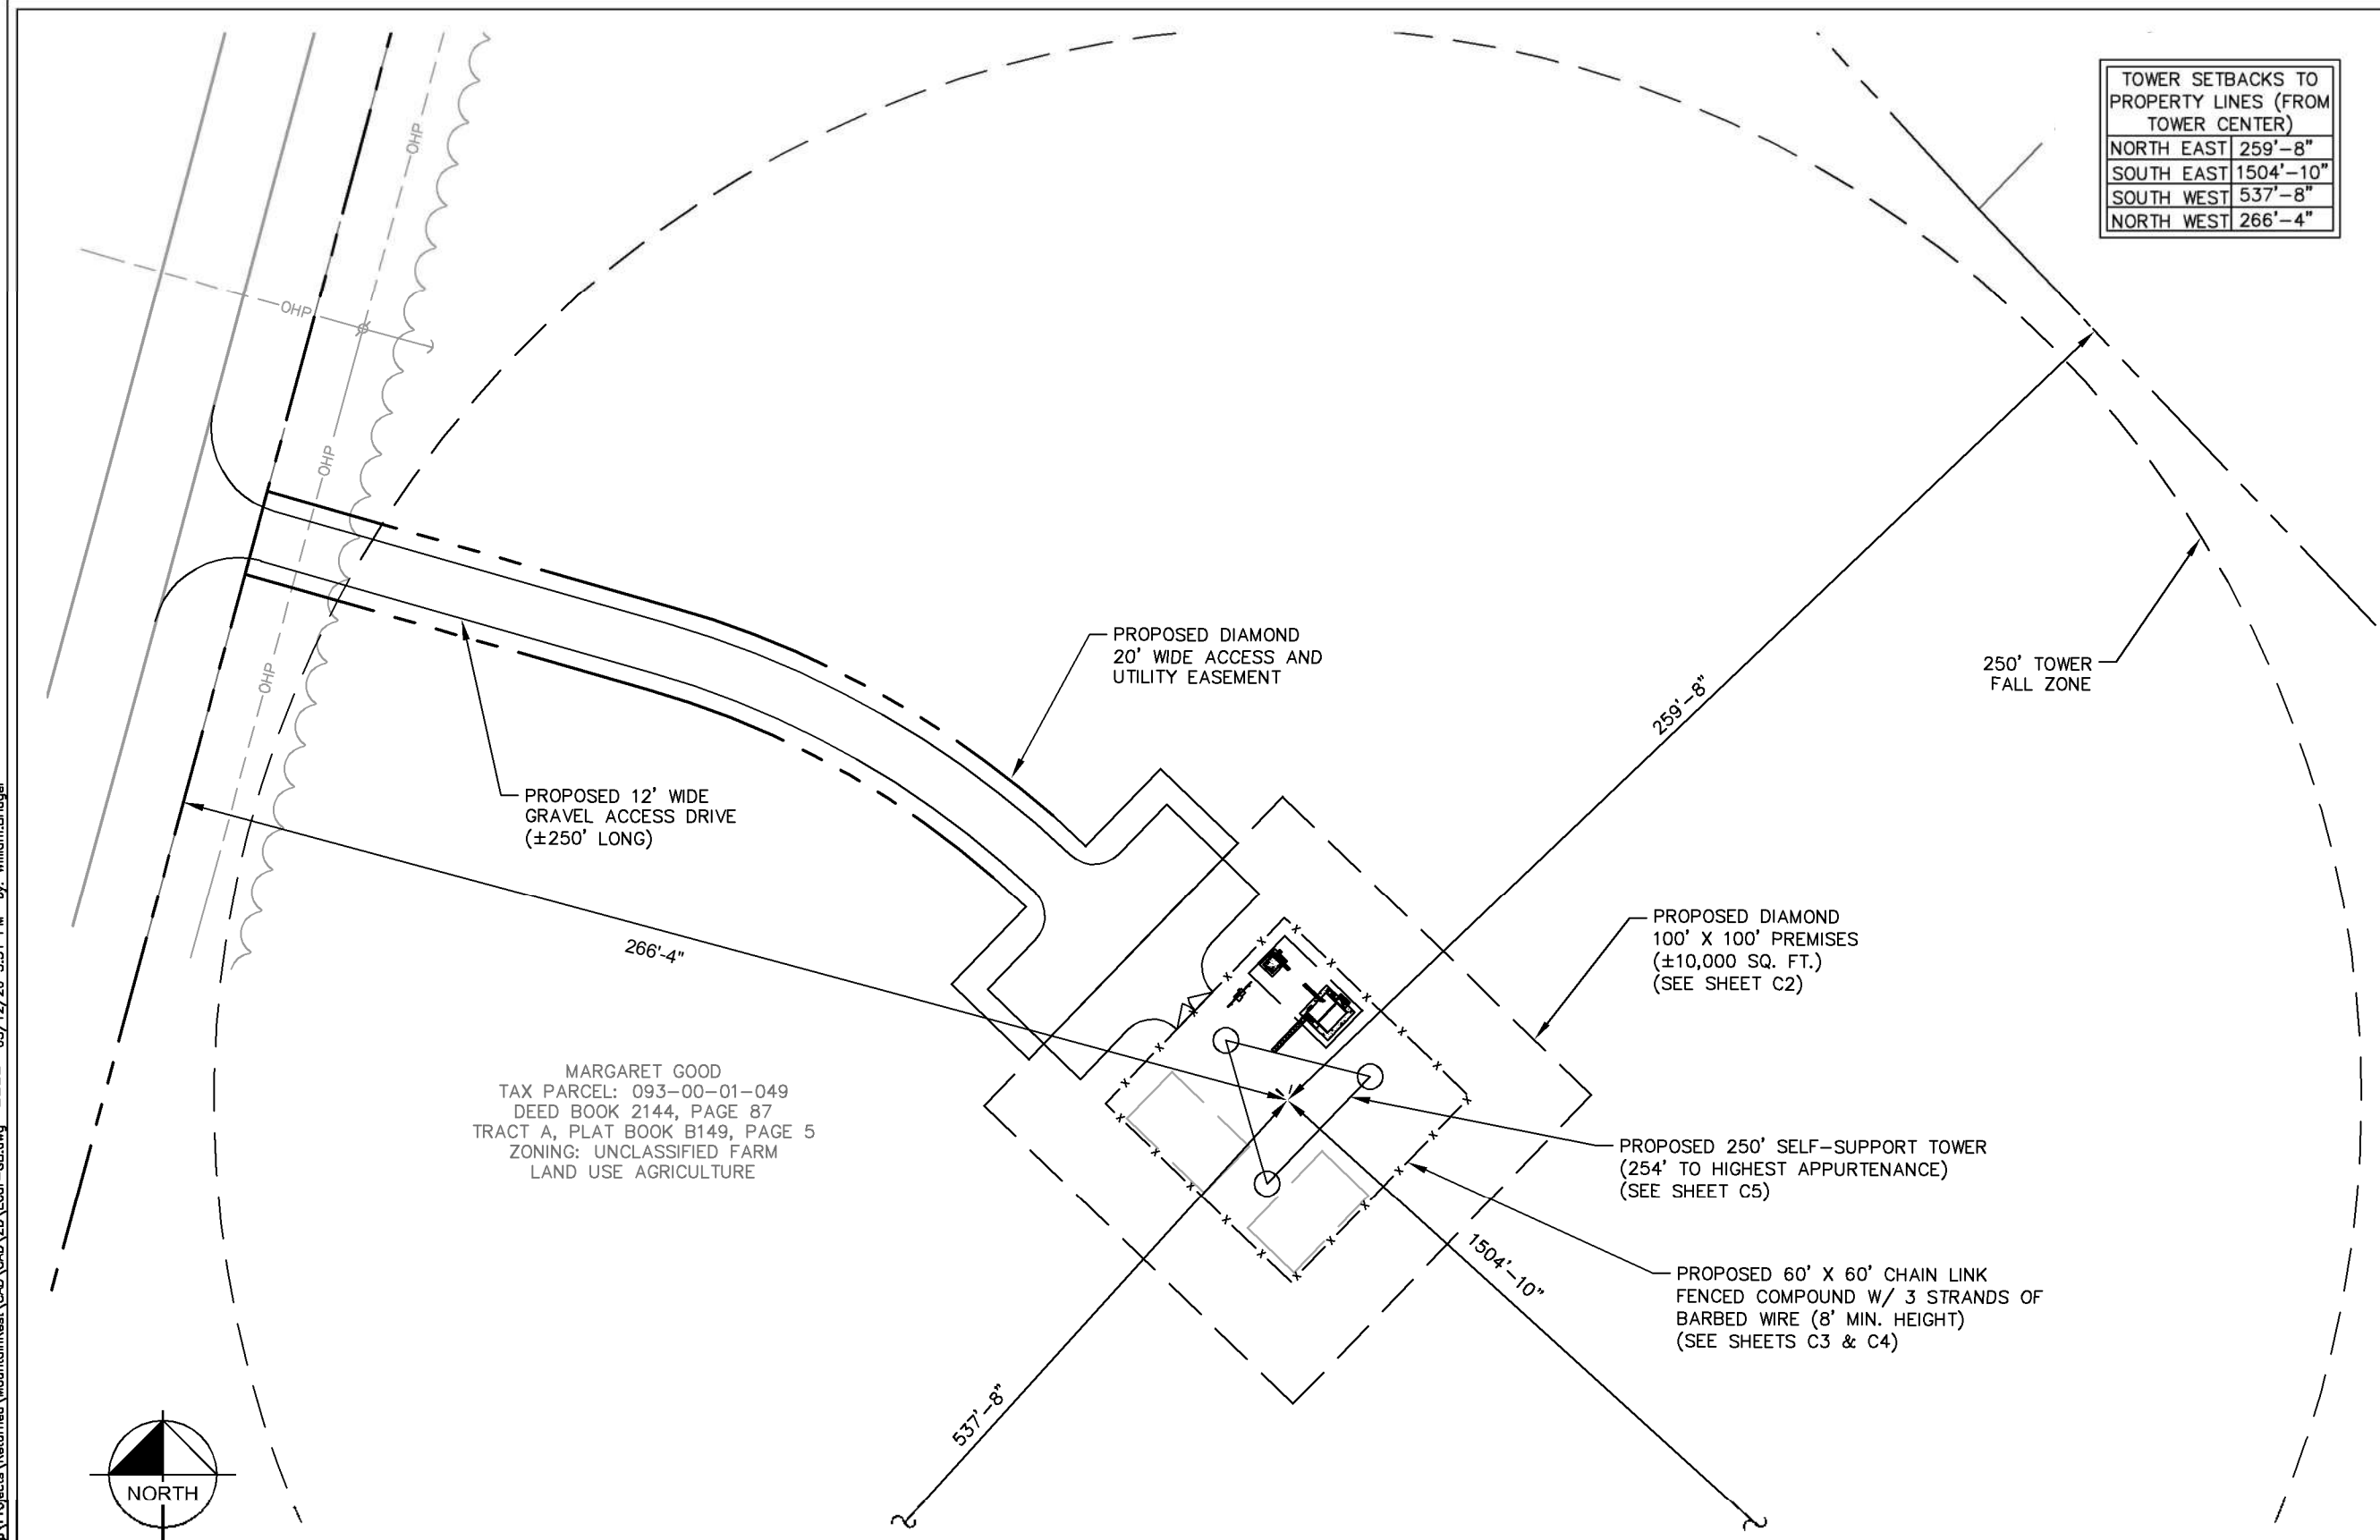 TOWER SETBACKS TO
PROPERTY LINES (FROM
TOWER CENTER)
NORTH EAST 259'-8"
SOUTH EAST 1504'-10"
SOUTH WEST 537'-8"
NORTH WEST 266'-4"
OHP
OHP
OHP
OHP
PROPOSED DIAMOND
20' WIDE ACCESS AND
UTILITY EASEMENT
250' TOWER
FALL ZONE
259'-8"
PROPOSED 12' WIDE
GRAVEL ACCESS DRIVE
(±250' LONG)
266'-4"
PROPOSED DIAMOND
100' X 100' PREMISES
(±10,000 SQ. FT.)
(SEE SHEET C2)
MARGARET GOOD
TAX PARCEL: 093-00-01-049
DEED BOOK 2144, PAGE 87
TRACT A, PLAT BOOK B149, PAGE 5
ZONING: UNCLASSIFIED FARM
LAND USE AGRICULTURE
PROPOSED 250' SELF-SUPPORT TOWER
(254' TO HIGHEST APPURTENANCE)
(SEE SHEET C5)
1504'-10"
PROPOSED 60' X 60' CHAIN LINK
FENCED COMPOUND W/ 3 STRANDS OF
BARBED WIRE (8' MIN. HEIGHT)
(SEE SHEETS C3 & C4)
537'-8"
NORTH